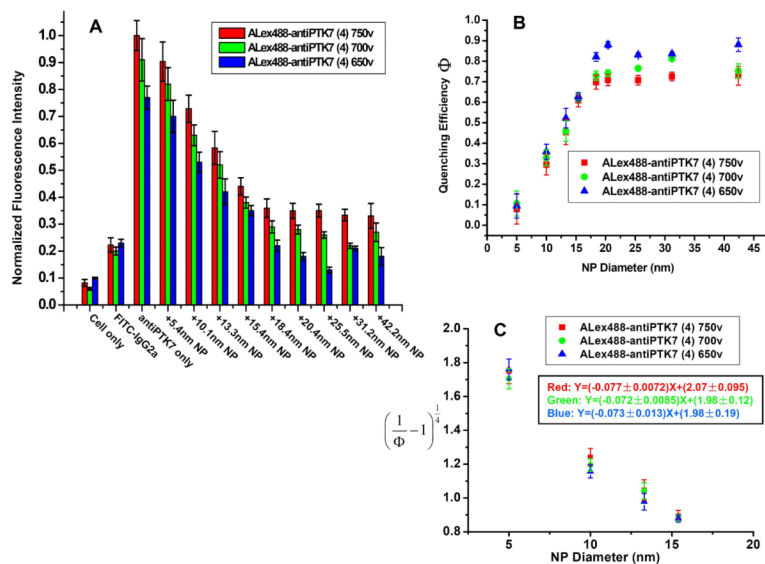 A
ALex488-antiPTK7 (4) 750v
ALex488-antiPTK7 (4) 700v
ALex488-antiPTK7 (4) 650v
Normalized Fluorescence Intensity
1.0
0.9
0.8
0.7
0.6
0.5
0.4
0.3
0.2
0.1
0.0
Cell only
FITC-IgG2a
antiPTK7 only
+5.4nm NP
+10.1nm NP
+13.3nm NP
+15.4nm NP
+18.4nm NP
+20.4nm NP
+25.5nm NP
+31.2nm NP
+42.2nm NP
B
Quenching Efficiency Φ
1.0
0.9
0.8
0.7
0.6
0.5
0.4
0.3
0.2
0.1
0.0
ALex488-antiPTK7 (4) 750v
ALex488-antiPTK7 (4) 700v
ALex488-antiPTK7 (4) 650v
0 5 10 15 20 25 30 35 40 45
NP Diameter (nm)
C
ALex488-antiPTK7 (4) 750v
ALex488-antiPTK7 (4) 700v
ALex488-antiPTK7 (4) 650v
Red: Y=(-0.077±0.0072)X+(2.07±0.095)
Green: Y=(-0.072±0.0085)X+(1.98±0.12)
Blue: Y=(-0.073±0.013)X+(1.98±0.19)
(1/Φ −1)^1/4
1.8
1.6
1.4
1.2
1.0
0.8
5 10 15 20
NP Diameter (nm)